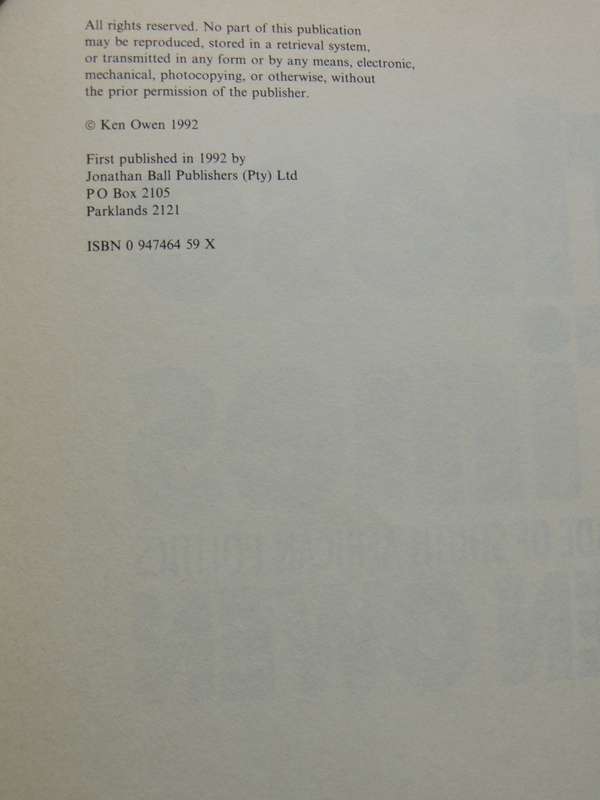 All rights reserved. No part of this publication
may be reproduced, stored in a retrieval system,
or transmitted in any form or by any means, electronic,
mechanical, photocopying, or otherwise, without
the prior permission of the publisher.
© Ken Owen 1992
First published in 1992 by
Jonathan Ball Publishers (Pty) Ltd
PO Box 2105
Parklands 2121
ISBN 0 947464 59 X